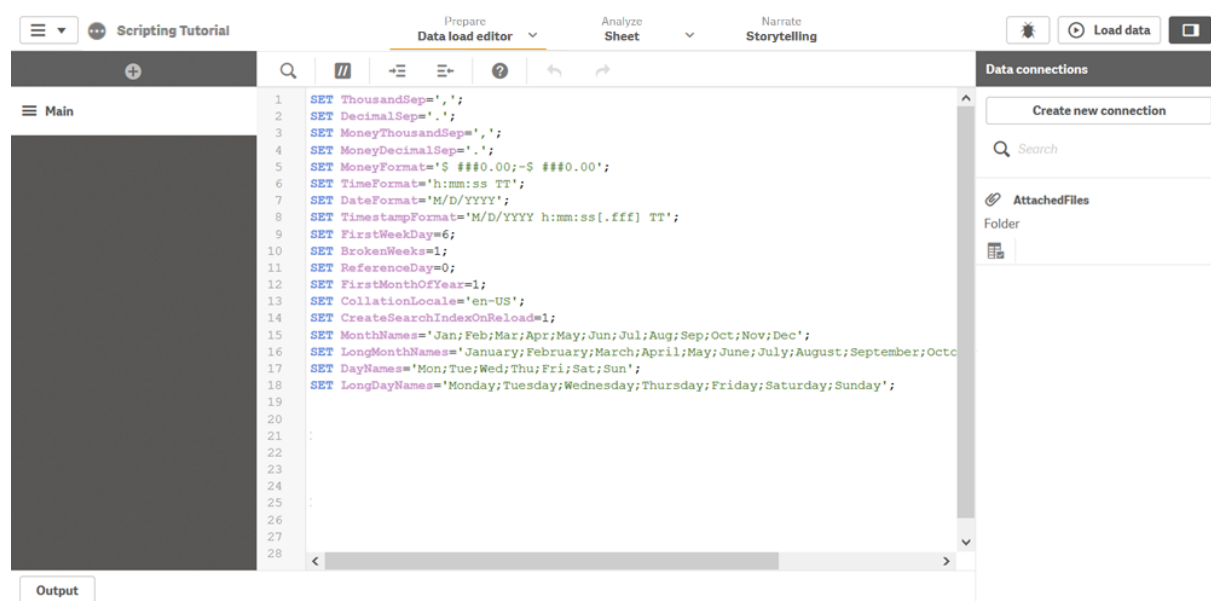 Scripting Tutorial
Prepare
Data load editor
Analyze
Sheet
Narrate
Storytelling
Load data
Data connections
Main
Create new connection
Search
AttachedFiles
Folder
1 SET ThousandSep=',';
2 SET DecimalSep='.';
3 SET MoneyThousandSep=',';
4 SET MoneyDecimalSep='.';
5 SET MoneyFormat='$ ###0.00;-$ ###0.00';
6 SET TimeFormat='h:mm:ss TT';
7 SET DateFormat='M/D/YYYY';
8 SET TimestampFormat='M/D/YYYY h:mm:ss[.fff] TT';
9 SET FirstWeekDay=6;
10 SET BrokenWeeks=1;
11 SET ReferenceDay=0;
12 SET FirstMonthOfYear=1;
13 SET CollationLocale='en-US';
14 SET CreateSearchIndexOnReload=1;
15 SET MonthNames='Jan;Feb;Mar;Apr;May;Jun;Jul;Aug;Sep;Oct;Nov;Dec';
16 SET LongMonthNames='January;February;March;April;May;June;July;August;September;Octo
17 SET DayNames='Mon;Tue;Wed;Thu;Fri;Sat;Sun';
18 SET LongDayNames='Monday;Tuesday;Wednesday;Thursday;Friday;Saturday;Sunday';
19
20
21
22
23
24
25
26
27
28
Output